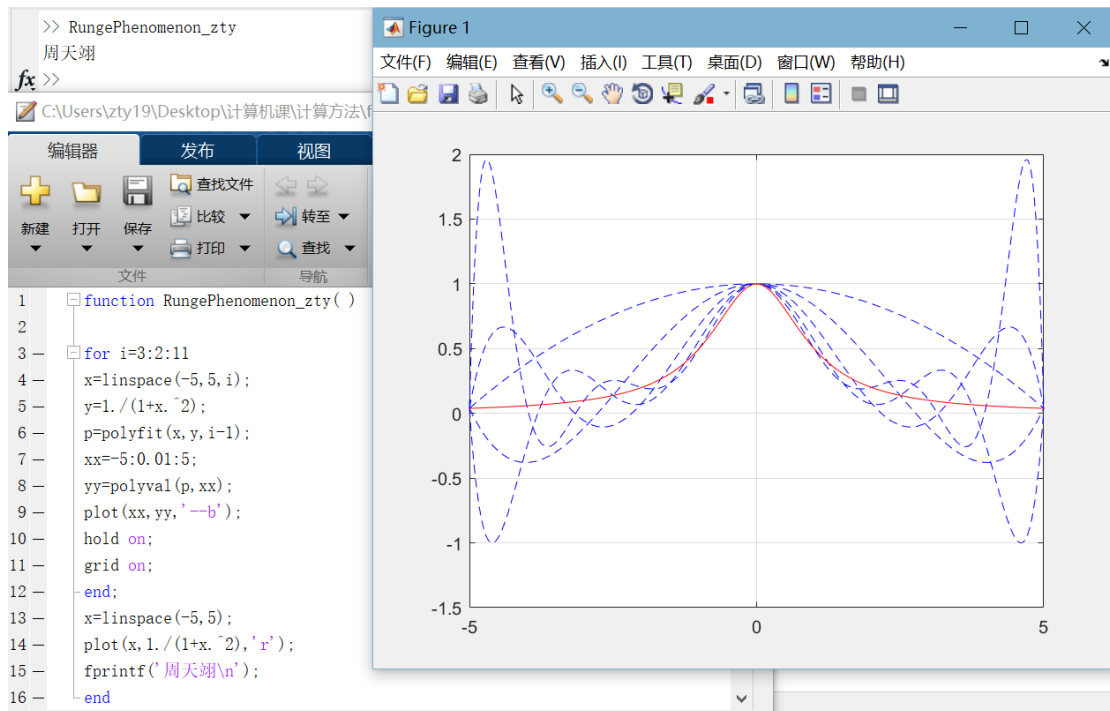 >> RungePhenomenon_zty
周天翊
fx >>
C:\Users\zty19\Desktop\计算机课\计算方法\f
编辑器 发布 视图
新建 打开 保存 查找文件 比较 打印 转至 查找
文件 导航
1 function RungePhenomenon_zty( )
2
3 — for i=3:2:11
4 — x=linspace(-5,5,i);
5 — y=1./(1+x.^2);
6 — p=polyfit(x,y,i-1);
7 — xx=-5:0.01:5;
8 — yy=polyval(p,xx);
9 — plot(xx,yy,'--b');
10 — hold on;
11 — grid on;
12 — end;
13 — x=linspace(-5,5);
14 — plot(x,1./(1+x.^2),'r');
15 — fprintf('周天翊\n');
16 — end
Figure 1
文件(F) 编辑(E) 查看(V) 插入(I) 工具(T) 桌面(D) 窗口(W) 帮助(H)
2
1.5
1
0.5
0
-0.5
-1
-1.5
-5 0 5